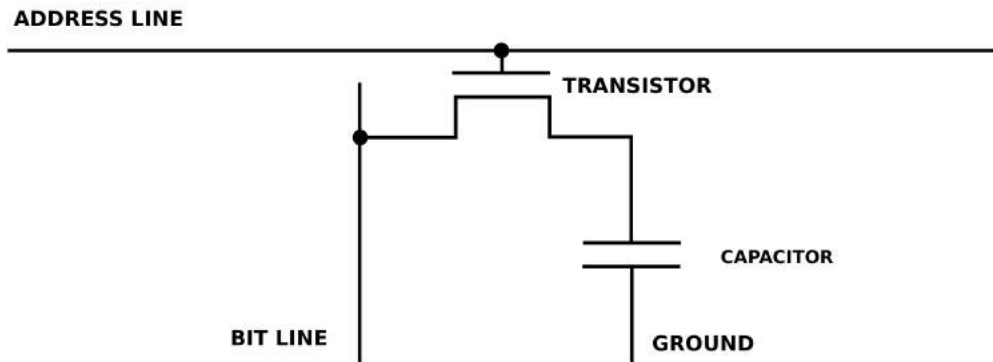 ADDRESS LINE
TRANSISTOR
CAPACITOR
BIT LINE
GROUND